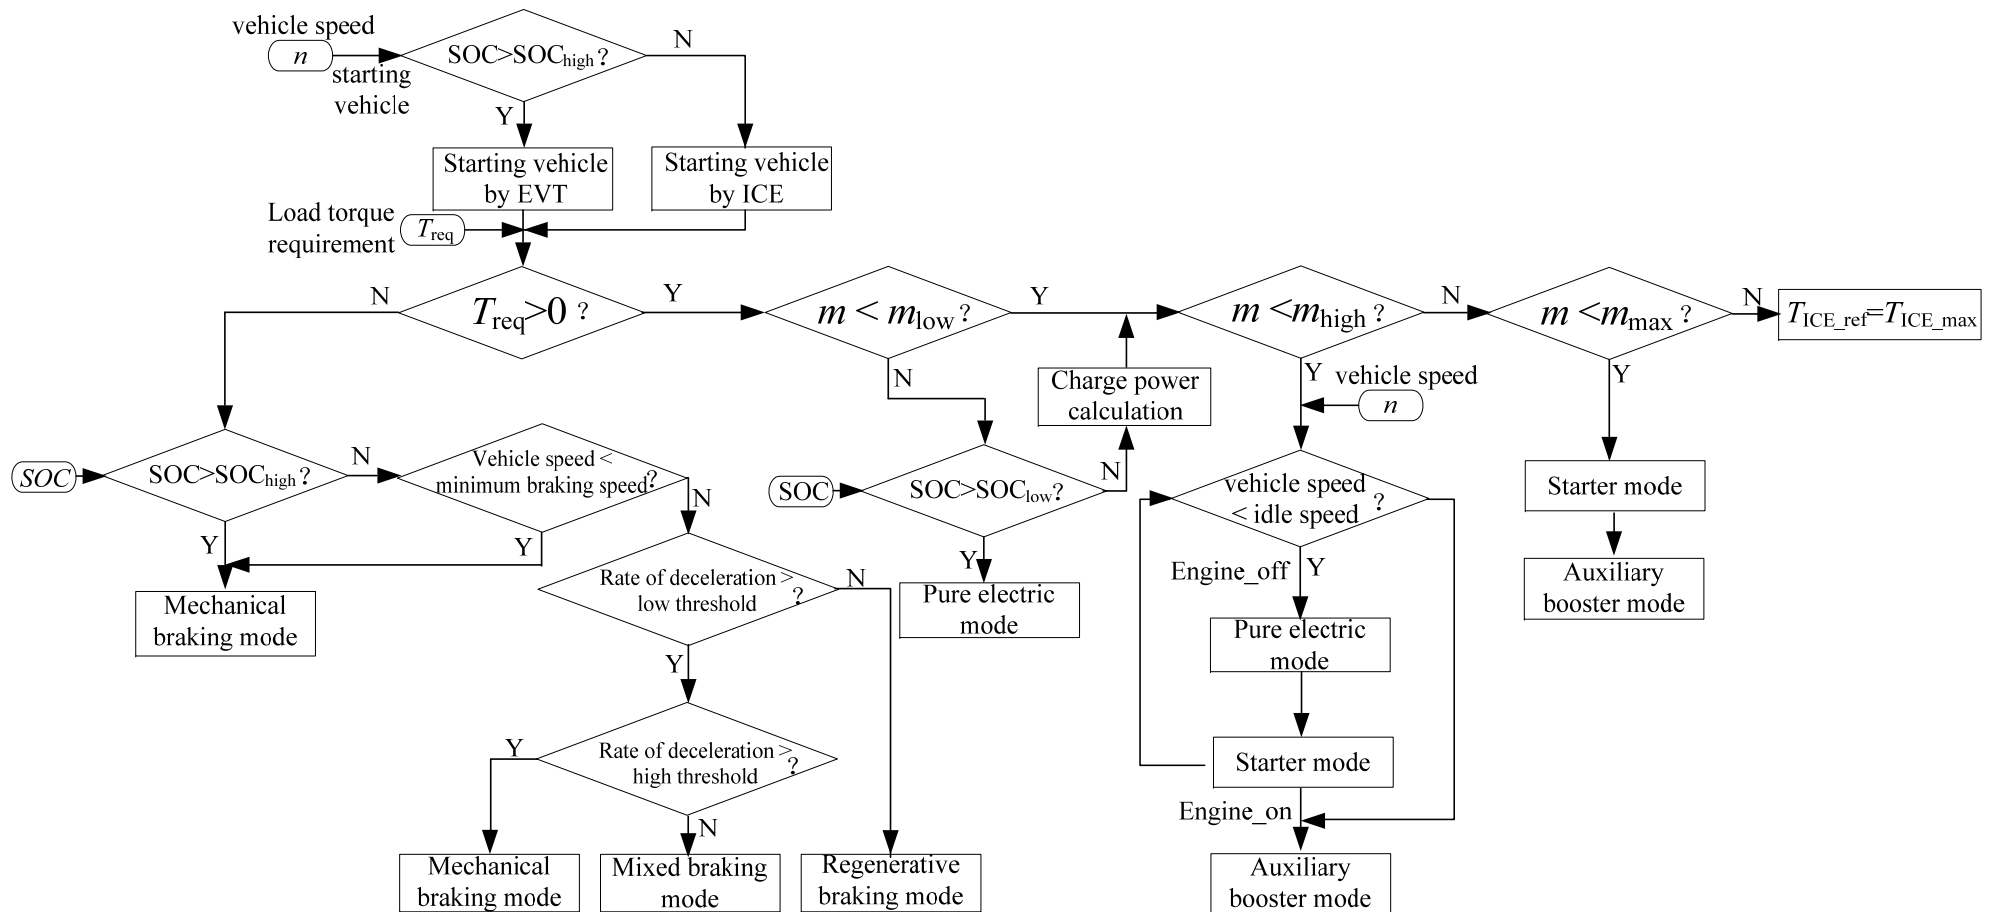 vehicle speed
n
starting
vehicle
SOC>SOChigh?
N
Y
Starting vehicle
by EVT
Starting vehicle
by ICE
Load torque
requirement
Treq
Treq>0 ?
N
Y
m < mlow ?
Y
N
m <mhigh ?
N
Y
m <mmax ?
N
Y
TICE_ref=TICE_max
Charge power
calculation
vehicle speed
n
SOC
SOC>SOChigh?
N
Y
Vehicle speed <
minimum braking speed?
N
Y
SOC
SOC>SOClow?
N
Y
vehicle speed
< idle speed ?
Starter mode
Auxiliary
booster mode
Mechanical
braking mode
Rate of deceleration >
low threshold ?
N
Y
Pure electric
mode
Engine_off
Y
Pure electric
mode
Rate of deceleration >
high threshold ?
Y
N
Starter mode
Engine_on
Mechanical
braking mode
Mixed braking
mode
Regenerative
braking mode
Auxiliary
booster mode